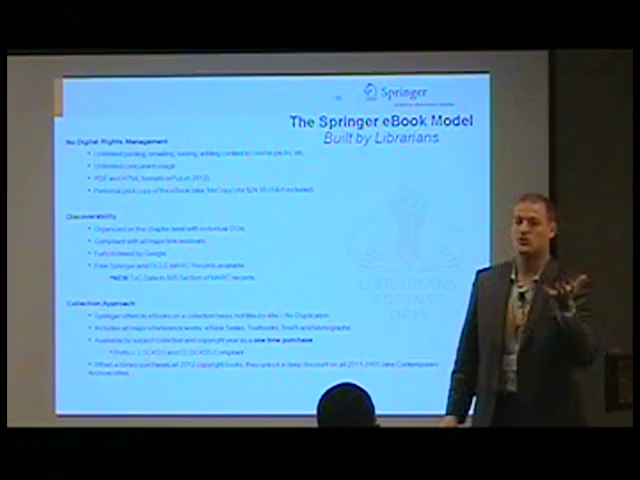 Springer
The Springer eBook Model
Built by Librarians
No Digital Rights Management
Unlimited printing, emailing, saving, adding content to course packs, etc.
Unlimited concurrent usage
PDF and HTML formats (ePub in 2012)
Personal print copy of the eBook (aka 'MyCopy') for $24.95 (S&H included)
Discoverability
Organized on the chapter level with individual DOIs
Compliant with all major link resolvers
Fully indexed by Google
Free Springer and OCLC MARC Records available
*NEW ToC Data in 505 Section of MARC records
Collection Approach
Springer offers its eBooks on a collection basis, not title by title – No Duplication
Includes all major eReference works, eBook Series, Textbooks, Briefs and Monographs
Available by subject collection and copyright year as a one time purchase
Portico, LOCKSS and CLOCKSS Compliant
When a library purchases all 2012 copyright books, they unlock a deep discount on all 2011-2005 (aka Contemporary
Archive) titles
LIBRARIANS
AGAINST
DRM